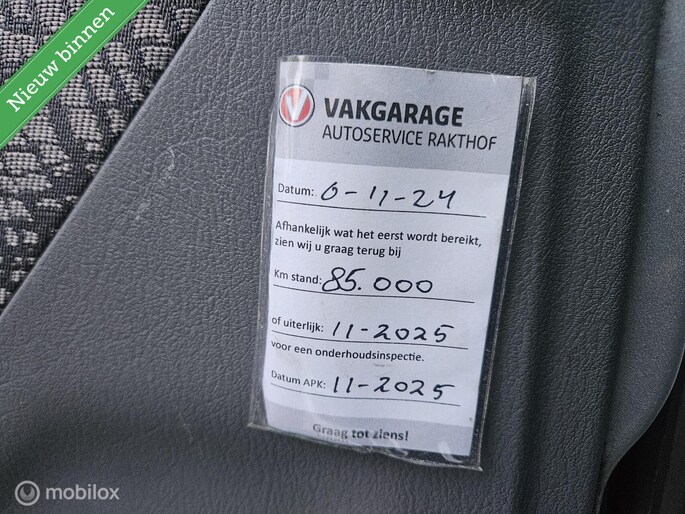 Nieuw binnen
V VAKGARAGE
AUTOSERVICE RAKTHOF
Datum: 6-11-24
Afhankelijk wat het eerst wordt bereikt,
zien wij u graag terug bij
Km stand: 85.000
of uiterlijk: 11-2025
voor een onderhoudsinspectie.
Datum APK: 11-2025
Graag tot ziens!
mobilox